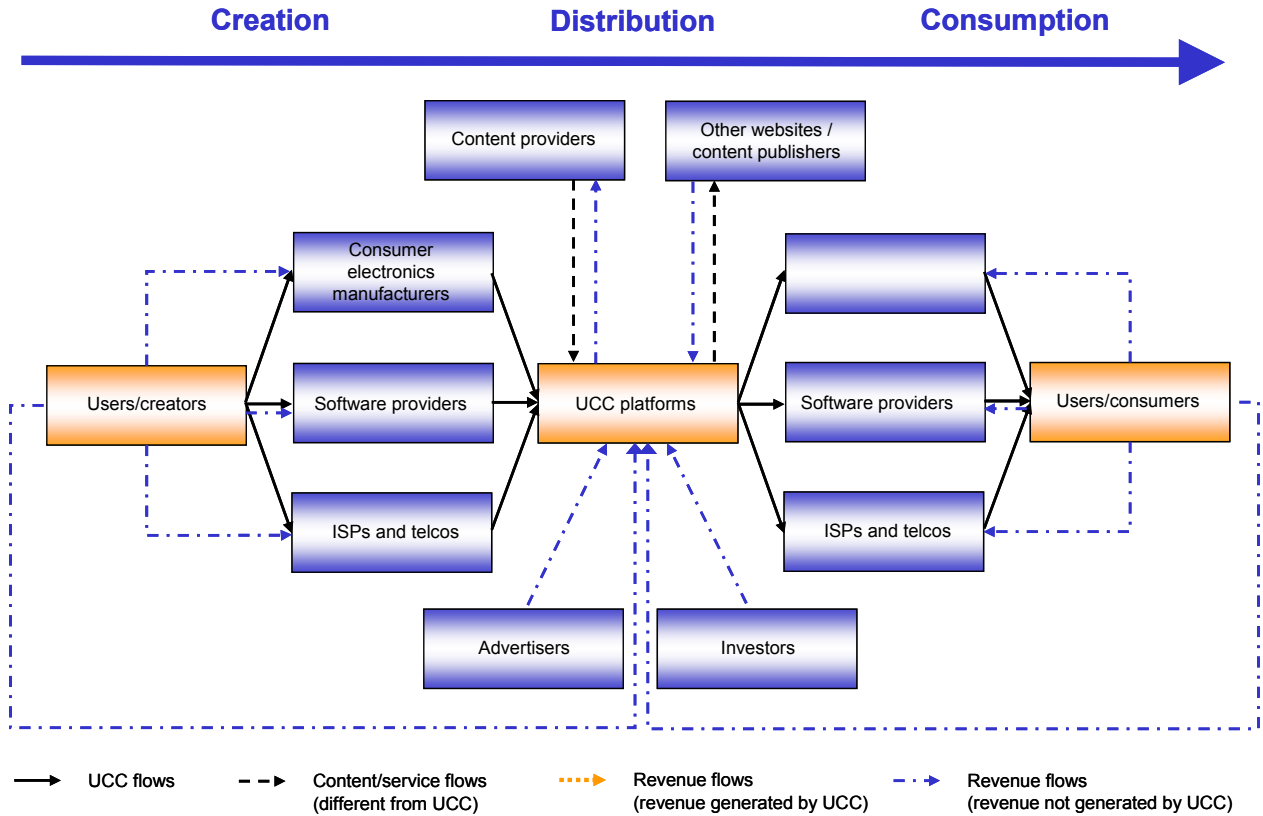 Creation
Distribution
Consumption
Content providers
Other websites /
content publishers
Consumer
electronics
manufacturers
Users/creators
Software providers
UCC platforms
Software providers
Users/consumers
ISPs and telcos
ISPs and telcos
Advertisers
Investors
UCC flows
Content/service flows
(different from UCC)
Revenue flows
(revenue generated by UCC)
Revenue flows
(revenue not generated by UCC)